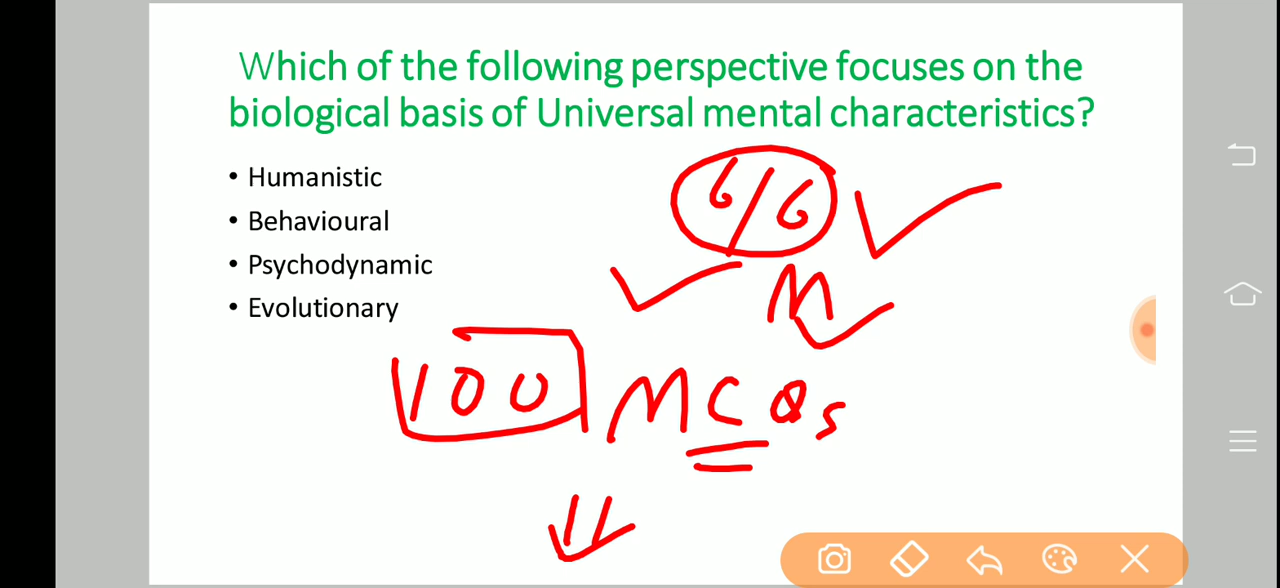 Which of the following perspective focuses on the
biological basis of Universal mental characteristics?
• Humanistic
• Behavioural
• Psychodynamic
• Evolutionary
6/6
M
100 MCQs